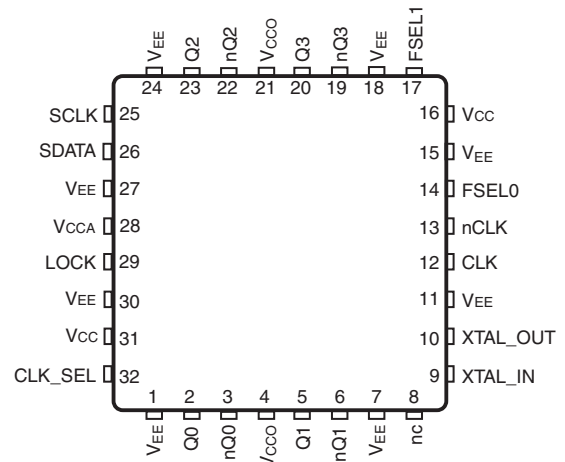 VEE Q2 nQ2 VCCO Q3 nQ3 VEE FSEL1
24 23 22 21 20 19 18 17
SCLK 25
SDATA 26
VEE 27
VCCA 28
LOCK 29
VEE 30
VCC 31
CLK_SEL 32
16 VCC
15 VEE
14 FSEL0
13 nCLK
12 CLK
11 VEE
10 XTAL_OUT
9 XTAL_IN
1 2 3 4 5 6 7 8
VEE Q0 nQ0 VCCO Q1 nQ1 VEE nc